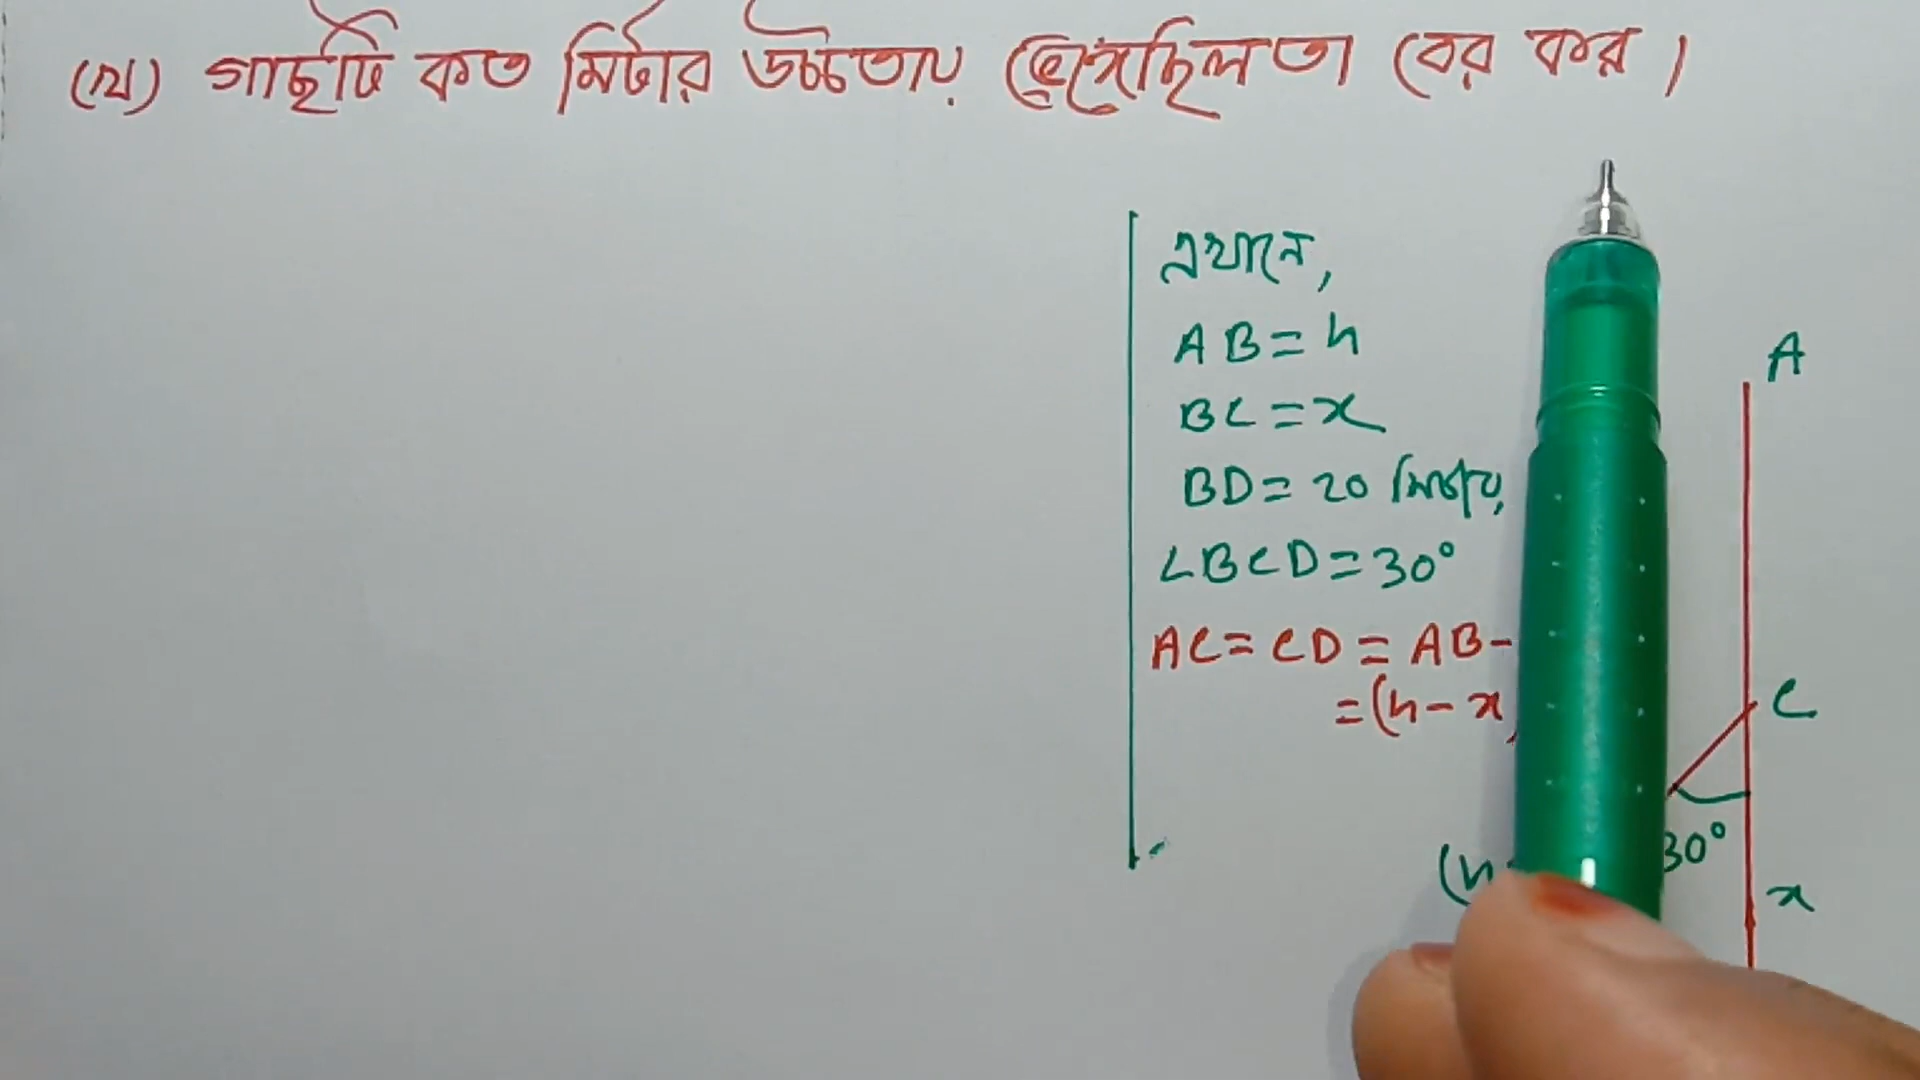 (খ) গাছটি কত মিটার উচ্চতায় ভেঙ্গেছিল তা বের কর।
এখানে,
AB = h
BC = x
BD = 20 মিটার,
∠BCD = 30°
AC = CD = AB -
= (h - x)
A
C
30°
(h
x